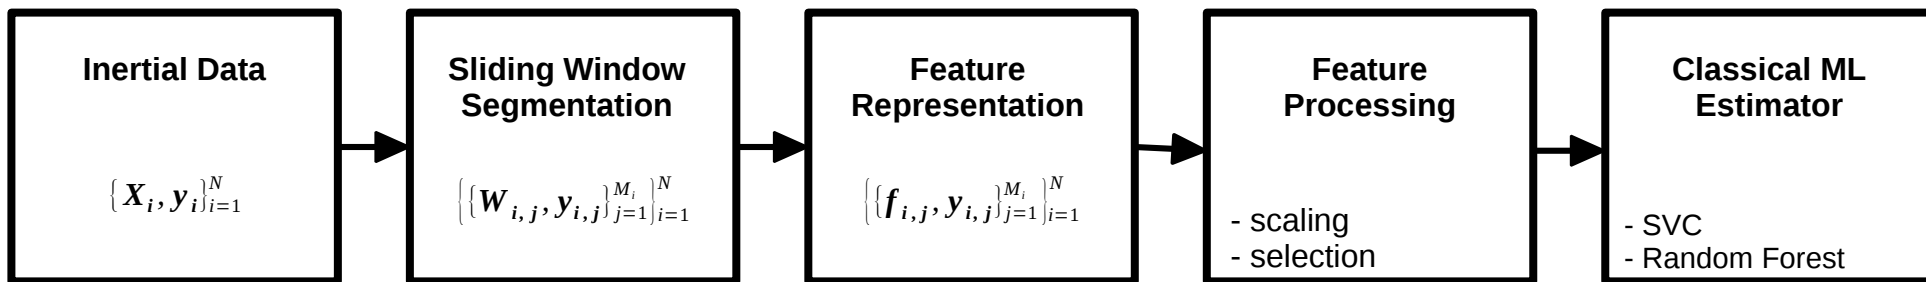 Inertial Data
{X_i, y_i}_{i=1}^{N}
Sliding Window
Segmentation
{{W_{i,j}, y_{i,j}}_{j=1}^{M_i}}_{i=1}^{N}
Feature
Representation
{{f_{i,j}, y_{i,j}}_{j=1}^{M_i}}_{i=1}^{N}
Feature
Processing
- scaling
- selection
Classical ML
Estimator
- SVC
- Random Forest